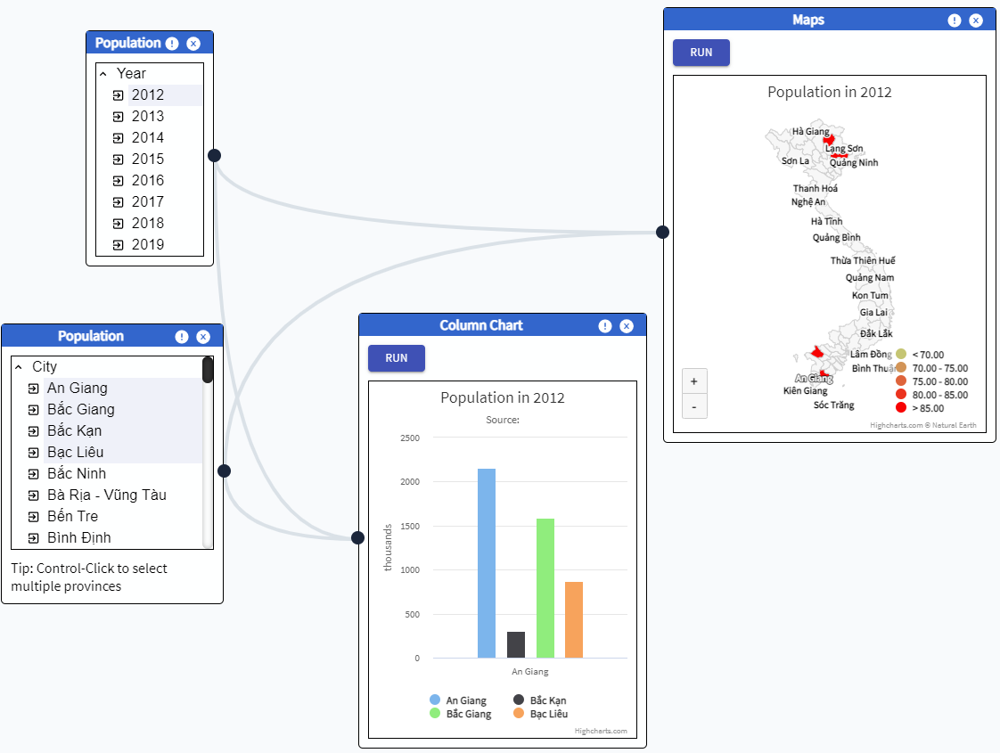 Population
Year
2012
2013
2014
2015
2016
2017
2018
2019
Population
City
An Giang
Bắc Giang
Bắc Kạn
Bạc Liêu
Bắc Ninh
Bà Rịa - Vũng Tàu
Bến Tre
Bình Định
Tip: Control-Click to select
multiple provinces
Column Chart
RUN
Population in 2012
Source:
thousands
2500
2000
1500
1000
500
0
An Giang
An Giang
Bắc Kạn
Bắc Giang
Bạc Liêu
Highcharts.com
Maps
RUN
Population in 2012
Hà Giang
Lạng Sơn
Sơn La
Quảng Ninh
Thanh Hoá
Nghệ An
Hà Tĩnh
Quảng Bình
Thừa Thiên Huế
Quảng Nam
Kon Tum
Gia Lai
Đắk Lắk
Lâm Đồng
Bình Thuận
An Giang
Kiên Giang
Sóc Trăng
< 70.00
70.00 - 75.00
75.00 - 80.00
80.00 - 85.00
> 85.00
+
-
Highcharts.com © Natural Earth